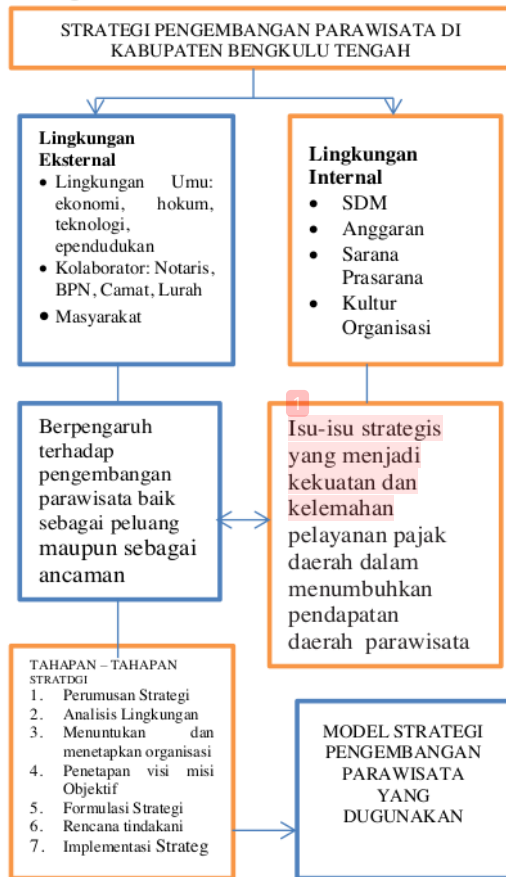 STRATEGI PENGEMBANGAN PARAWISATA DI
KABUPATEN BENGKULU TENGAH
Lingkungan
Eksternal
• Lingkungan Umu:
ekonomi, hokum,
teknologi,
ependudukan
• Kolaborator: Notaris,
BPN, Camat, Lurah
• Masyarakat
Lingkungan
Internal
• SDM
• Anggaran
• Sarana
Prasarana
• Kultur
Organisasi
Berpengaruh
terhadap
pengembangan
parawisata baik
sebagai peluang
maupun sebagai
ancaman
1
Isu-isu strategis
yang menjadi
kekuatan dan
kelemahan
pelayanan pajak
daerah dalam
menumbuhkan
pendapatan
daerah parawisata
TAHAPAN – TAHAPAN
STRATDGI
1. Perumusan Strategi
2. Analisis Lingkungan
3. Menuntukan dan
menetapkan organisasi
4. Penetapan visi misi
Objektif
5. Formulasi Strategi
6. Rencana tindakani
7. Implementasi Strateg
MODEL STRATEGI
PENGEMBANGAN
PARAWISATA
YANG
DUGUNAKAN